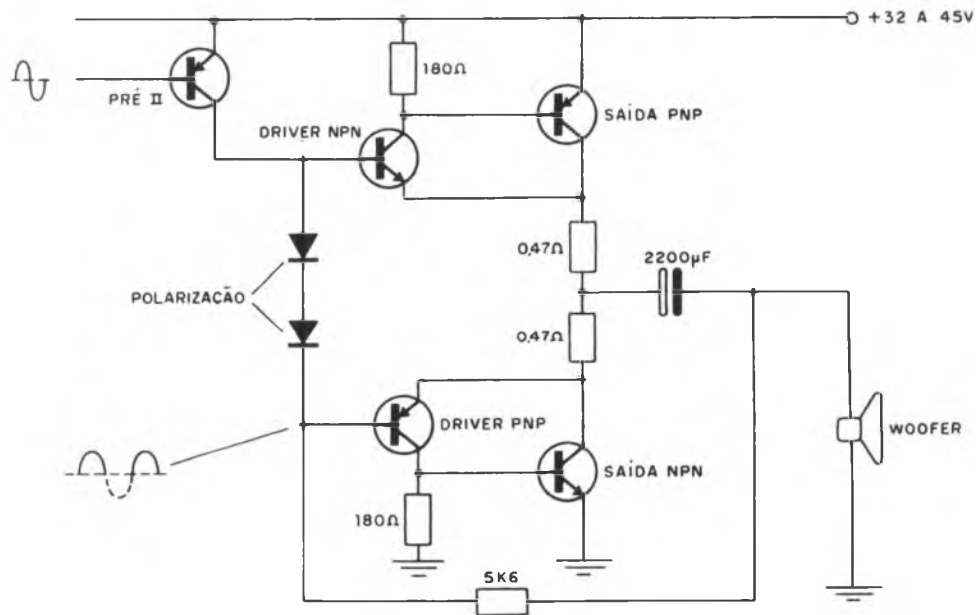 +32 A 45V
180Ω
PRÉ II
SAÍDA PNP
DRIVER NPN
0,47Ω
2200µF
POLARIZAÇÃO
0,47Ω
DRIVER PNP
WOOFER
SAÍDA NPN
180Ω
5K6